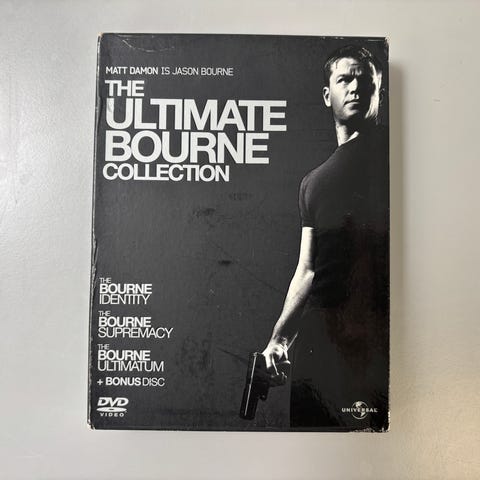 MATT DAMON IS JASON BOURNE
THE
ULTIMATE
BOURNE
COLLECTION
THE
BOURNE
IDENTITY
THE
BOURNE
SUPREMACY
THE
BOURNE
ULTIMATUM
+ BONUS DISC
DVD
VIDEO
UNIVERSAL